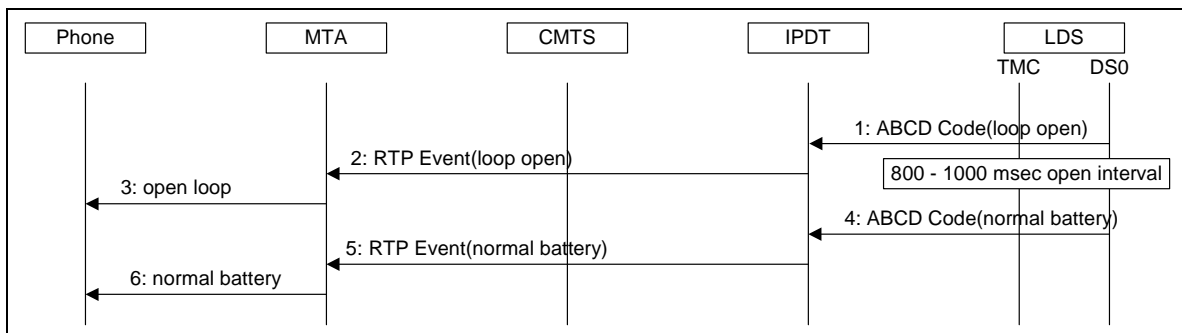 Phone MTA CMTS IPDT LDS
TMC DS0
1: ABCD Code(loop open)
2: RTP Event(loop open)
800 - 1000 msec open interval
3: open loop
4: ABCD Code(normal battery)
5: RTP Event(normal battery)
6: normal battery